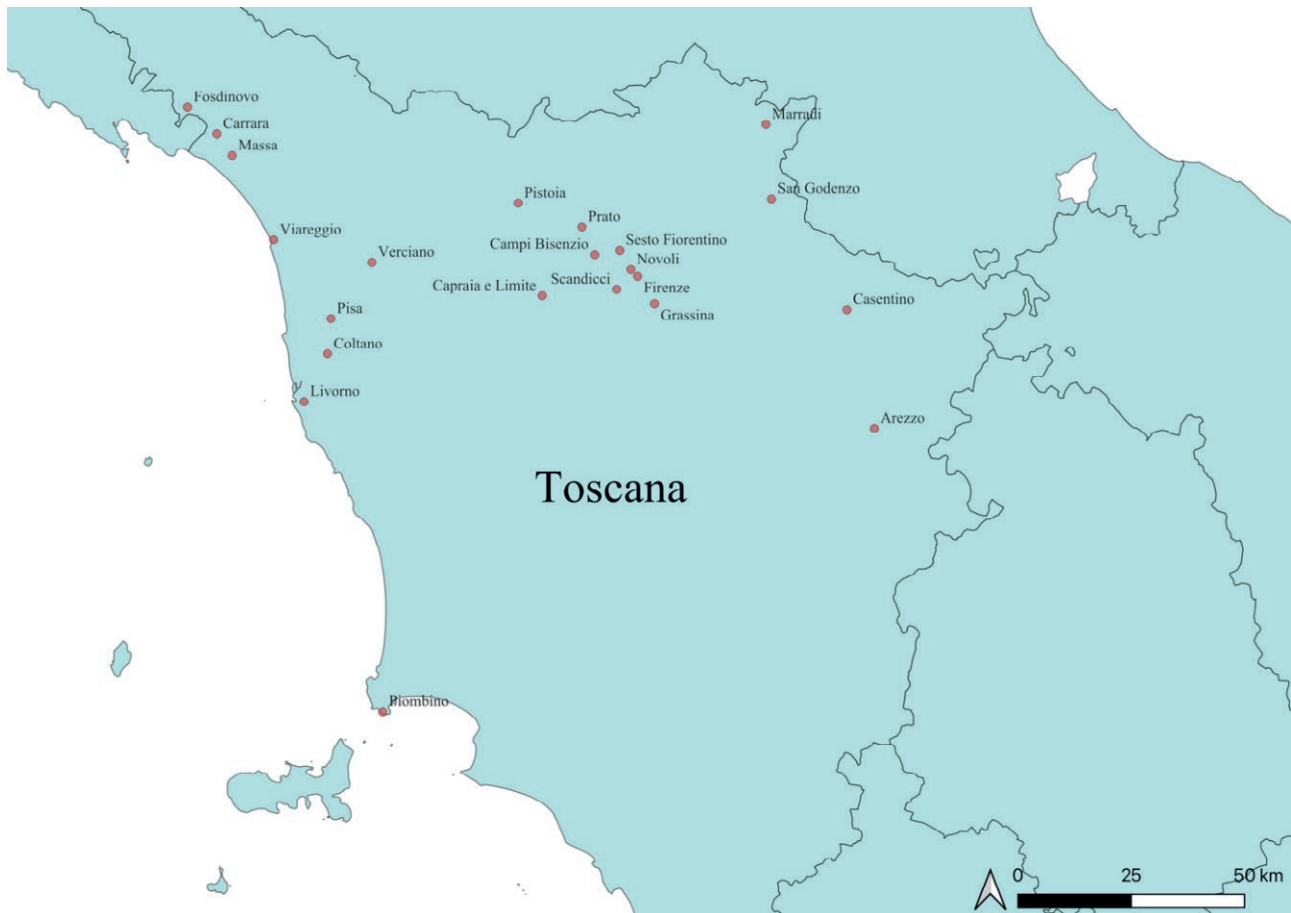 Fosdinovo
Carrara
Massa
Marradi
San Godenzo
Pistoia
Prato
Viareggio
Verciano
Campi Bisenzio
Sesto Fiorentino
Novoli
Capraia e Limite
Scandicci
Firenze
Grassina
Casentino
Pisa
Coltano
Livorno
Arezzo
Toscana
Biombino
0 25 50 km